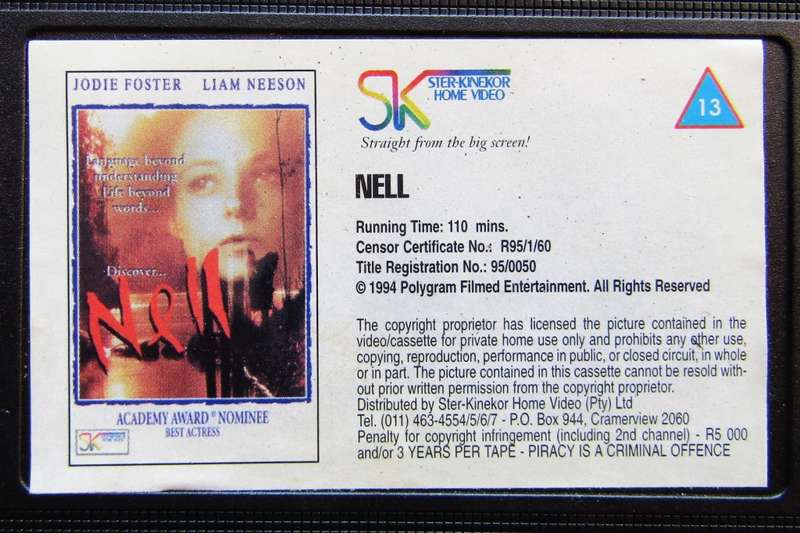 JODIE FOSTER LIAM NEESON
Language beyond
understanding
Life beyond
words...
Discover...
Nell
ACADEMY AWARD® NOMINEE
BEST ACTRESS
SK
SK STER-KINEKOR
HOME VIDEO
Straight from the big screen!
13
NELL
Running Time: 110 mins.
Censor Certificate No.: R95/1/60
Title Registration No.: 95/0050
© 1994 Polygram Filmed Entertainment. All Rights Reserved
The copyright proprietor has licensed the picture contained in the
video/cassette for private home use only and prohibits any other use,
copying, reproduction, performance in public, or closed circuit, in whole
or in part. The picture contained in this cassette cannot be resold with-
out prior written permission from the copyright proprietor.
Distributed by Ster-Kinekor Home Video (Pty) Ltd
Tel. (011) 463-4554/5/6/7 - P.O. Box 944, Cramerview 2060
Penalty for copyright infringement (including 2nd channel) - R5 000
and/or 3 YEARS PER TAPE - PIRACY IS A CRIMINAL OFFENCE